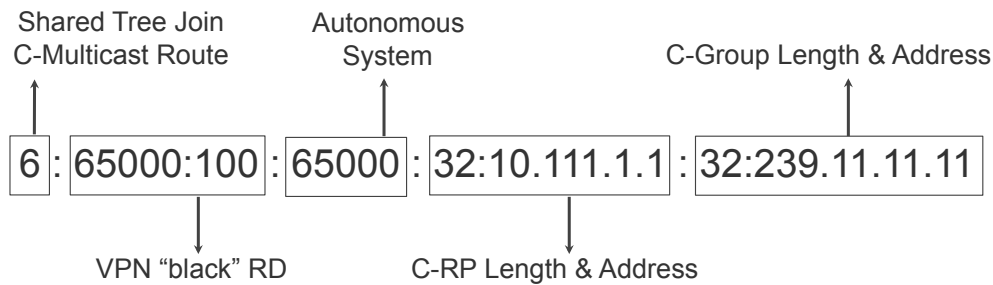 Shared Tree Join
C-Multicast Route
Autonomous
System
C-Group Length & Address
6 : 65000:100 : 65000 : 32:10.111.1.1 : 32:239.11.11.11
VPN “black” RD
C-RP Length & Address